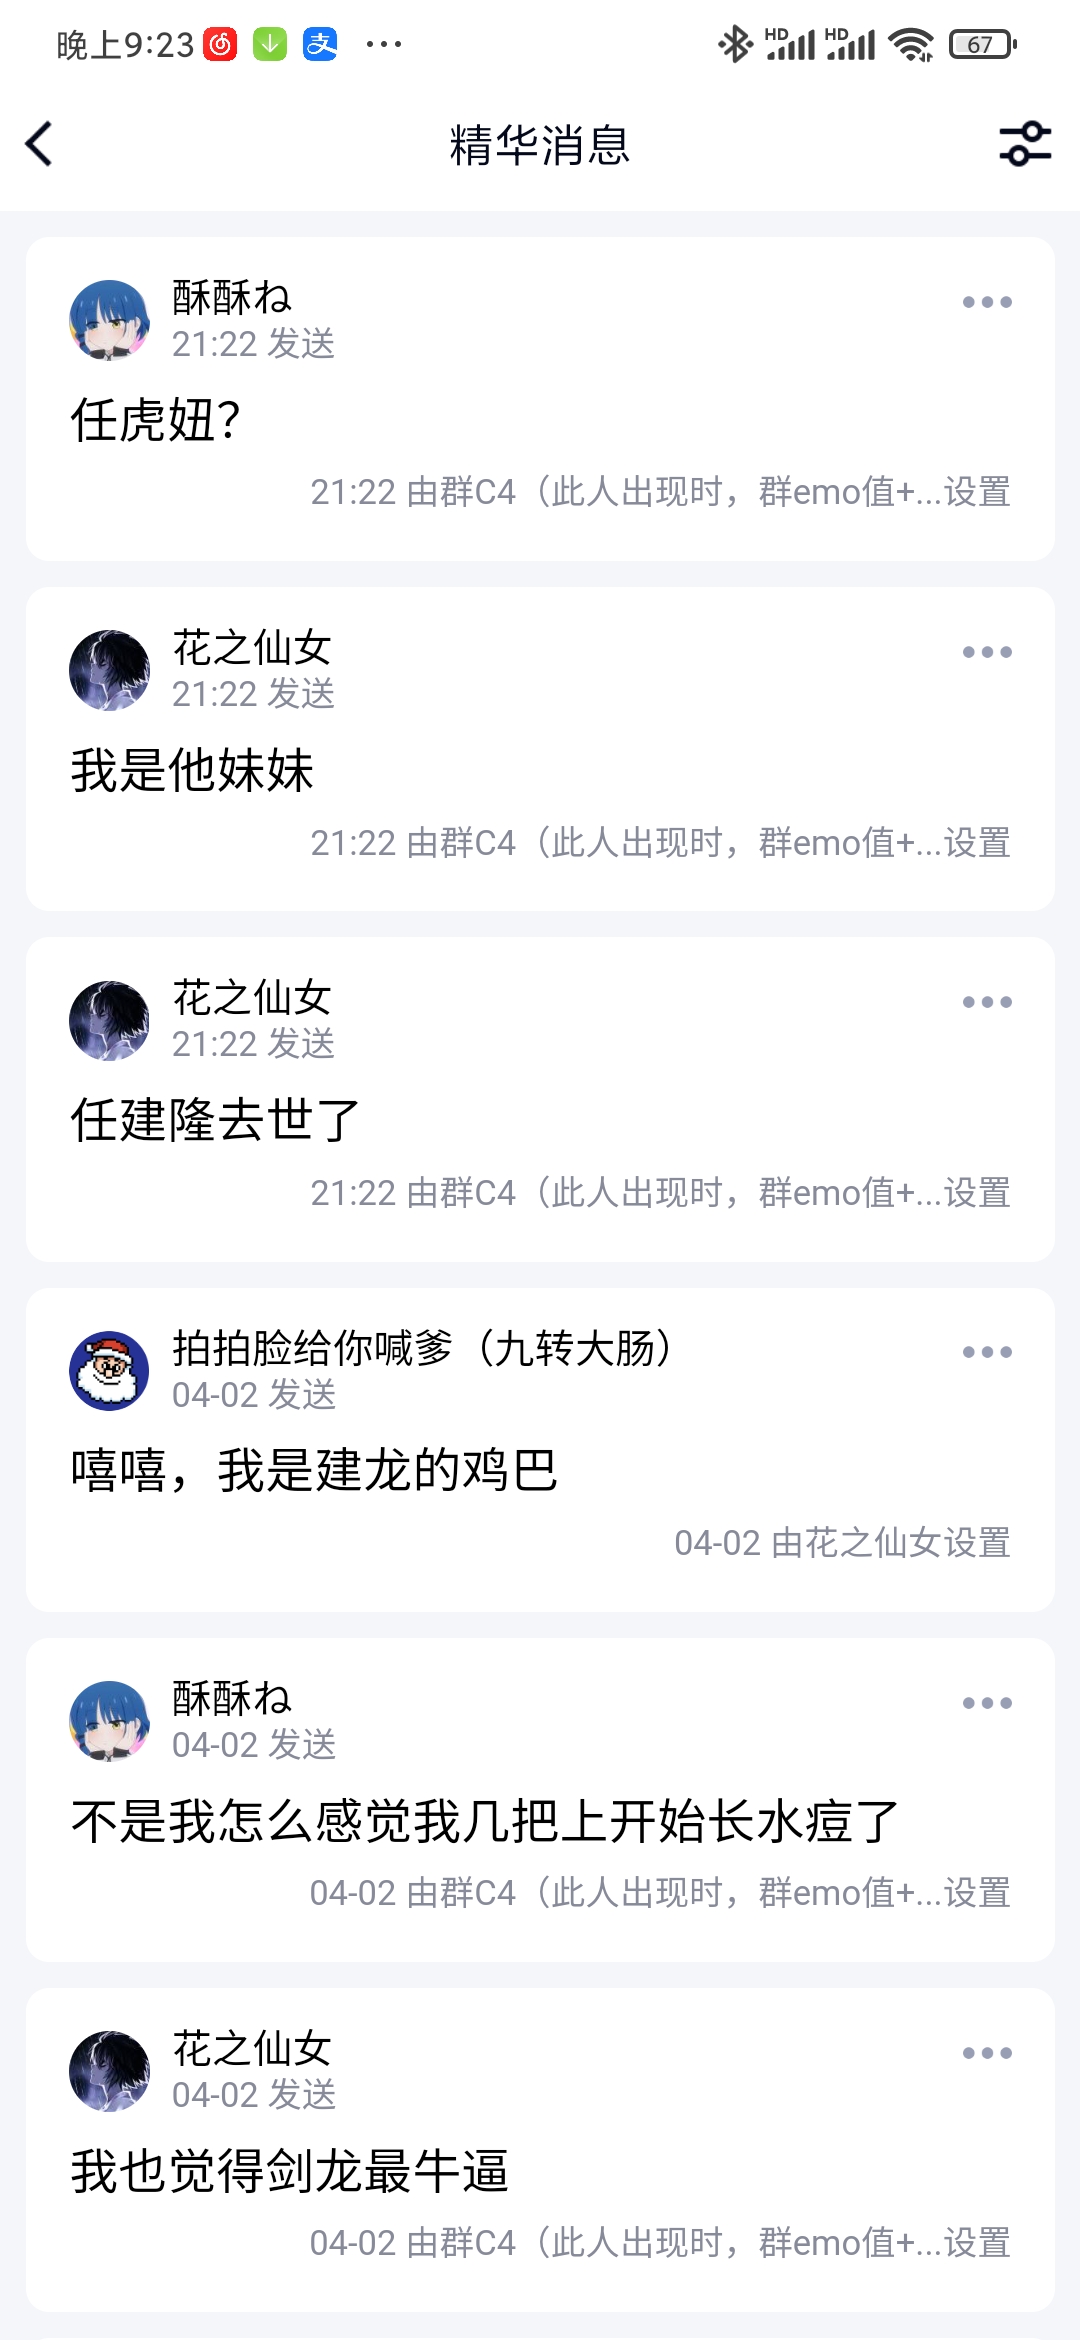 晚上9:23
HD HD 67
精华消息
酥酥ね
21:22 发送
任虎妞?
21:22 由群C4（此人出现时，群emo值+...设置
花之仙女
21:22 发送
我是他妹妹
21:22 由群C4（此人出现时，群emo值+...设置
花之仙女
21:22 发送
任建隆去世了
21:22 由群C4（此人出现时，群emo值+...设置
拍拍脸给你喊爹（九转大肠）
04-02 发送
嘻嘻，我是建龙的鸡巴
04-02 由花之仙女设置
酥酥ね
04-02 发送
不是我怎么感觉我几把上开始长水痘了
04-02 由群C4（此人出现时，群emo值+...设置
花之仙女
04-02 发送
我也觉得剑龙最牛逼
04-02 由群C4（此人出现时，群emo值+...设置